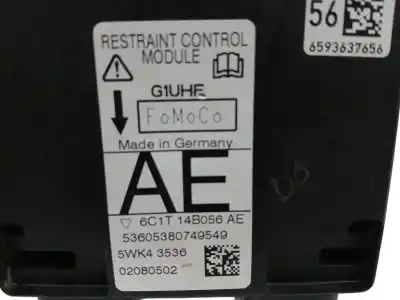 56
6593637656
RESTRAINT CONTROL
MODULE
G1UHF
FoMoCo
Made in Germany
AE
6C1T 14B056 AE
53605380749549
5WK4 3536
02080502